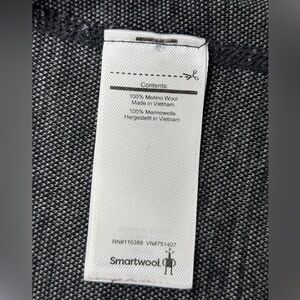 Contents:
100% Merino Wool
Made in Vietnam
100% Merinowolle
Hergestellt in Vietnam
RN#116388 VN#751407
Smartwool